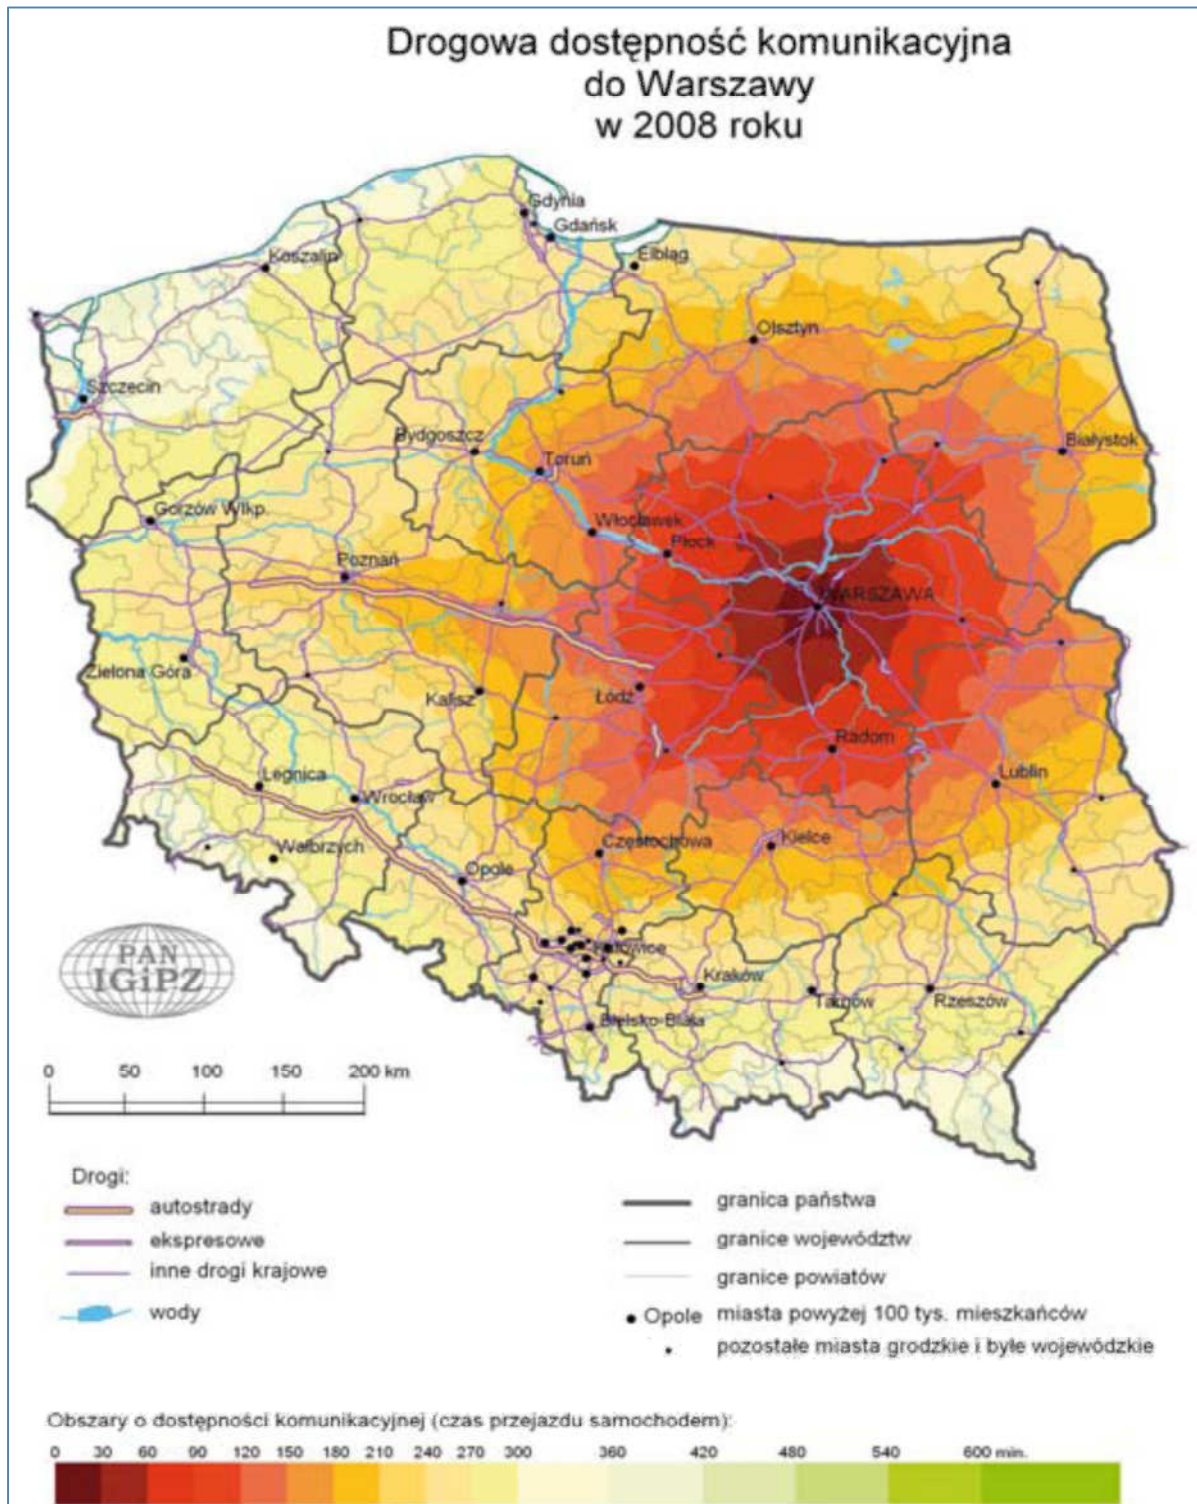 Drogowa dostępność komunikacyjna
do Warszawy
w 2008 roku
Gdynia
Gdańsk
Koszalin
Elbląg
Olsztyn
Szczecin
Bydgoszcz
Białystok
Toruń
Gorzów Wlkp.
Włocławek
Płock
Poznań
WARSZAWA
Zielona Góra
Kalisz
Łódź
Radom
Legnica
Lublin
Wrocław
Częstochowa
Kielce
Wałbrzych
Opole
Katowice
PAN
IGiPZ
Kraków
Tarnów
Rzeszów
Bielsko-Biała
0 50 100 150 200 km
Drogi:
autostrady
ekspresowe
inne drogi krajowe
wody
granica państwa
granice województw
granice powiatów
Opole miasta powyżej 100 tys. mieszkańców
pozostałe miasta grodzkie i byłe wojewódzkie
Obszary o dostępności komunikacyjnej (czas przejazdu samochodem):
0 30 60 90 120 150 180 210 240 270 300 360 420 480 540 600 min.